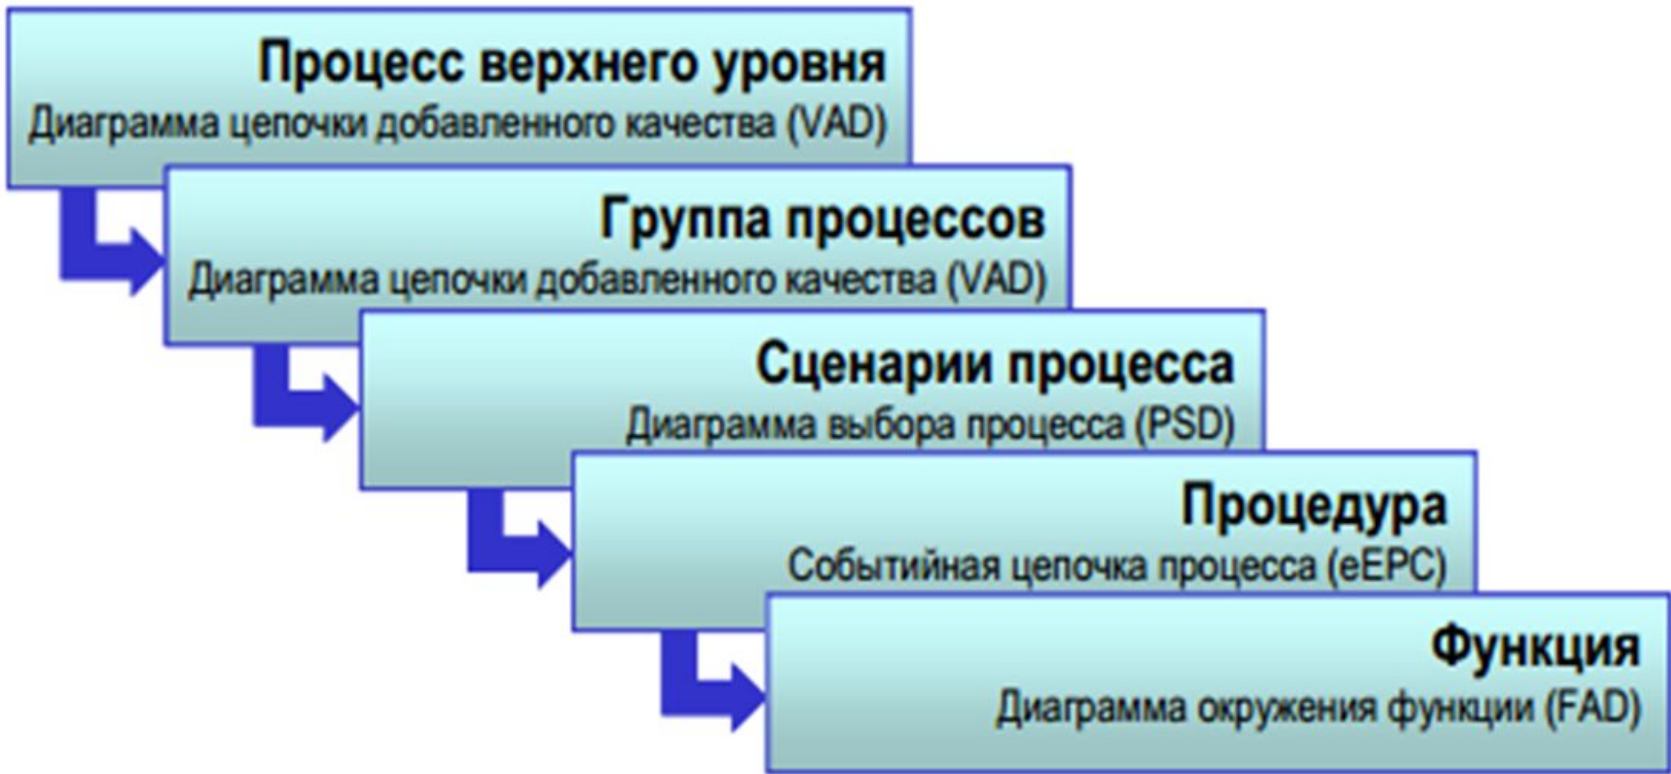 Процесс верхнего уровня
Диаграмма цепочки добавленного качества (VAD)
Группа процессов
Диаграмма цепочки добавленного качества (VAD)
Сценарии процесса
Диаграмма выбора процесса (PSD)
Процедура
Событийная цепочка процесса (eEPC)
Функция
Диаграмма окружения функции (FAD)